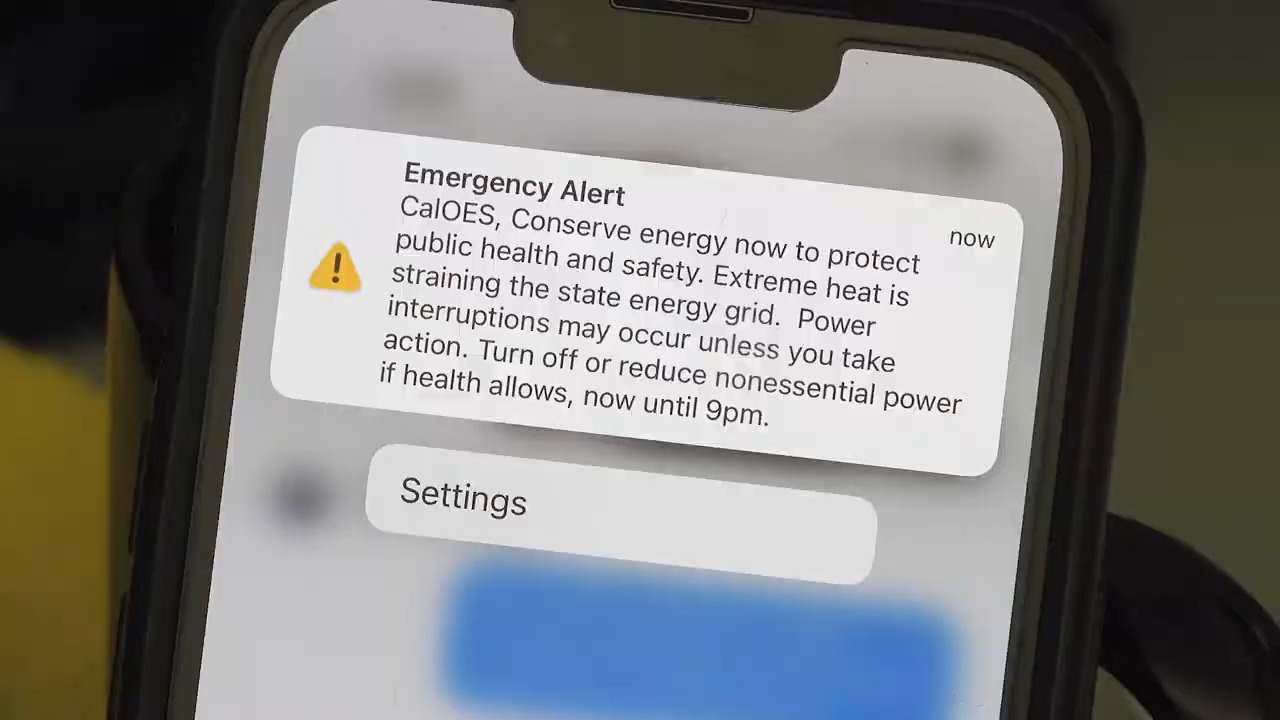 Emergency Alert
now
CalOES, Conserve energy now to protect
public health and safety. Extreme heat is
straining the state energy grid.  Power
interruptions may occur unless you take
action. Turn off or reduce nonessential power
if health allows, now until 9pm.
Settings